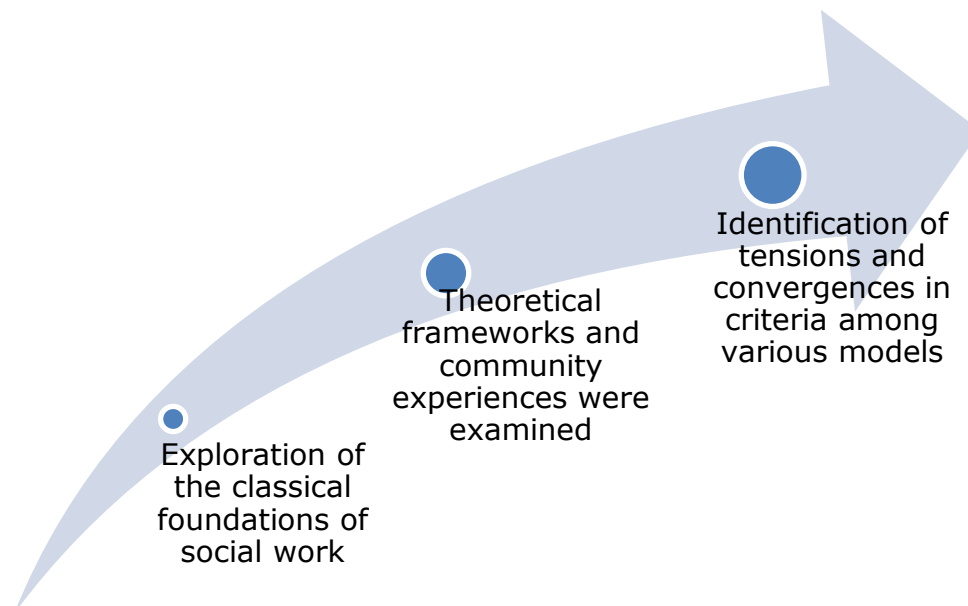 Exploration of
the classical
foundations of
social work
Theoretical
frameworks and
community
experiences were
examined
Identification of
tensions and
convergences in
criteria among
various models